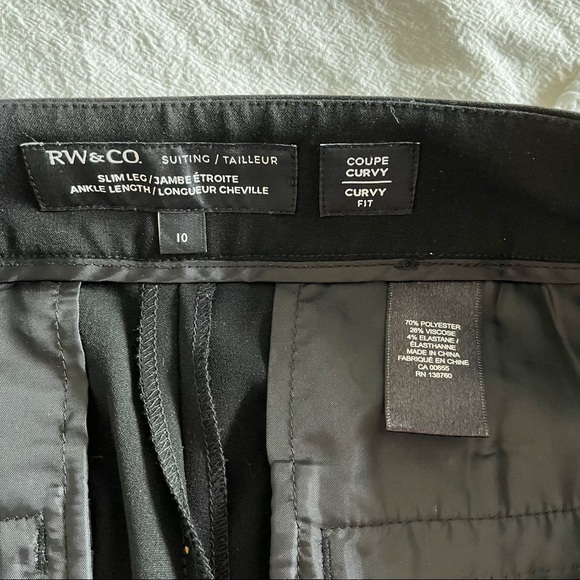 RW&CO. SUITING / TAILLEUR
SLIM LEG / JAMBE ÉTROITE
ANKLE LENGTH / LONGUEUR CHEVILLE
10
COUPE
CURVY
CURVY
FIT
70% POLYESTER
26% VISCOSE
4% ELASTANE /
ÉLASTHANNE
MADE IN CHINA
FABRIQUÉ EN CHINE
CA 00655
RN 138760